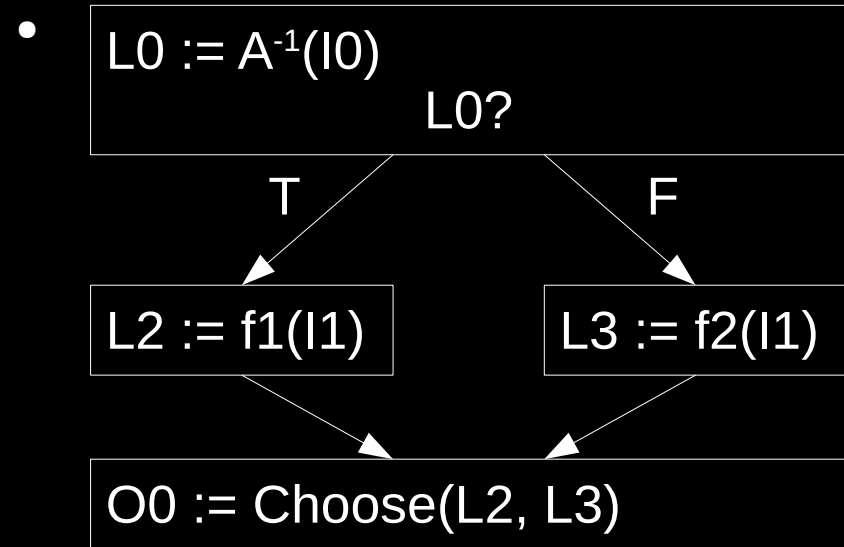 L0 := A⁻¹(I0)
L0?
T F
L2 := f1(I1) L3 := f2(I1)
O0 := Choose(L2, L3)